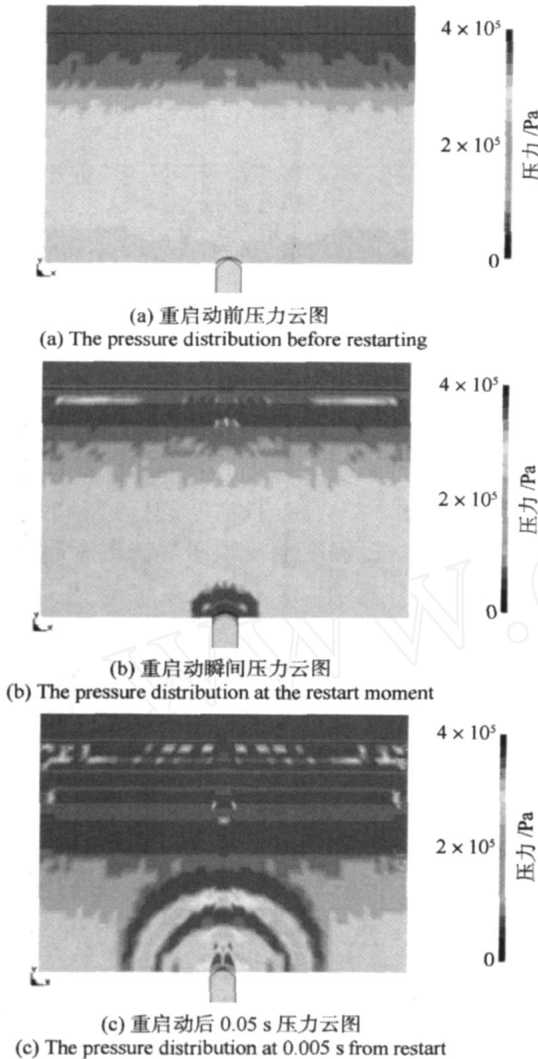 4 × 10⁵
2 × 10⁵
0
压力 /Pa
(a) 重启动前压力云图
(a) The pressure distribution before restarting
4 × 10⁵
2 × 10⁵
0
压力 /Pa
(b) 重启动瞬间压力云图
(b) The pressure distribution at the restart moment
4 × 10⁵
2 × 10⁵
0
压力 /Pa
(c) 重启动后 0.05 s 压力云图
(c) The pressure distribution at 0.005 s from restart